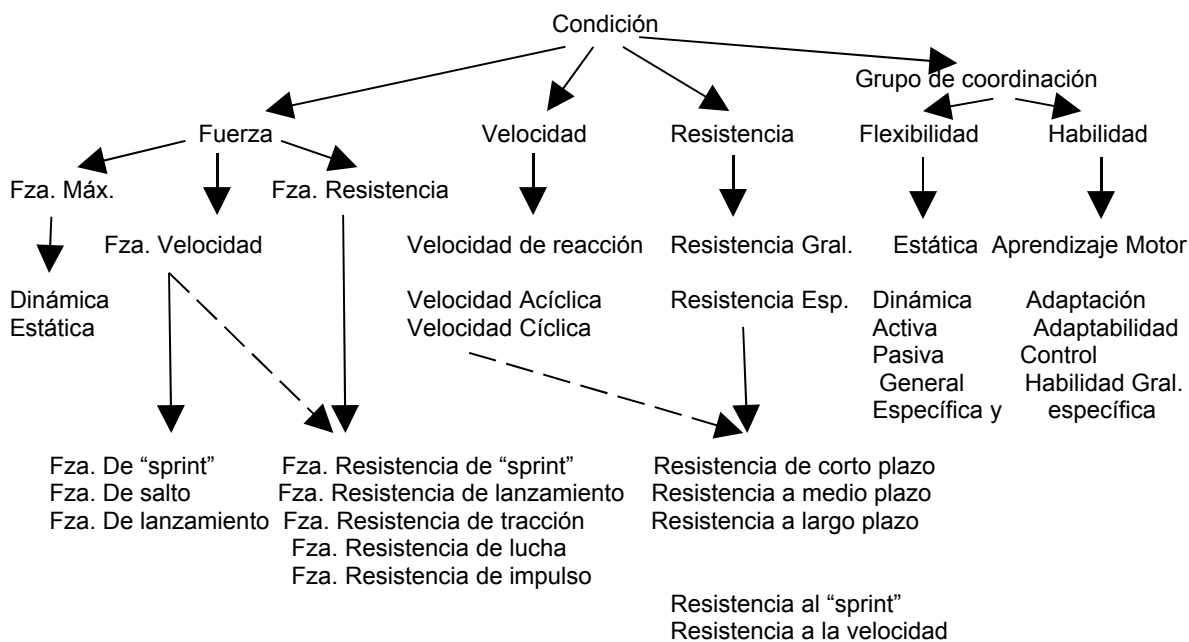 Condición
Grupo de coordinación
Fuerza Velocidad Resistencia Flexibilidad Habilidad
Fza. Máx. Fza. Resistencia
Fza. Velocidad Velocidad de reacción Resistencia Gral. Estática Aprendizaje Motor
Dinámica Velocidad Acíclica Resistencia Esp. Dinámica Adaptación
Estática Velocidad Cíclica Activa Adaptabilidad
Pasiva Control
General Habilidad Gral.
Específica y específica
Fza. De “sprint” Fza. Resistencia de “sprint” Resistencia de corto plazo
Fza. De salto Fza. Resistencia de lanzamiento Resistencia a medio plazo
Fza. De lanzamiento Fza. Resistencia de tracción Resistencia a largo plazo
Fza. Resistencia de lucha
Fza. Resistencia de impulso
Resistencia al “sprint”
Resistencia a la velocidad